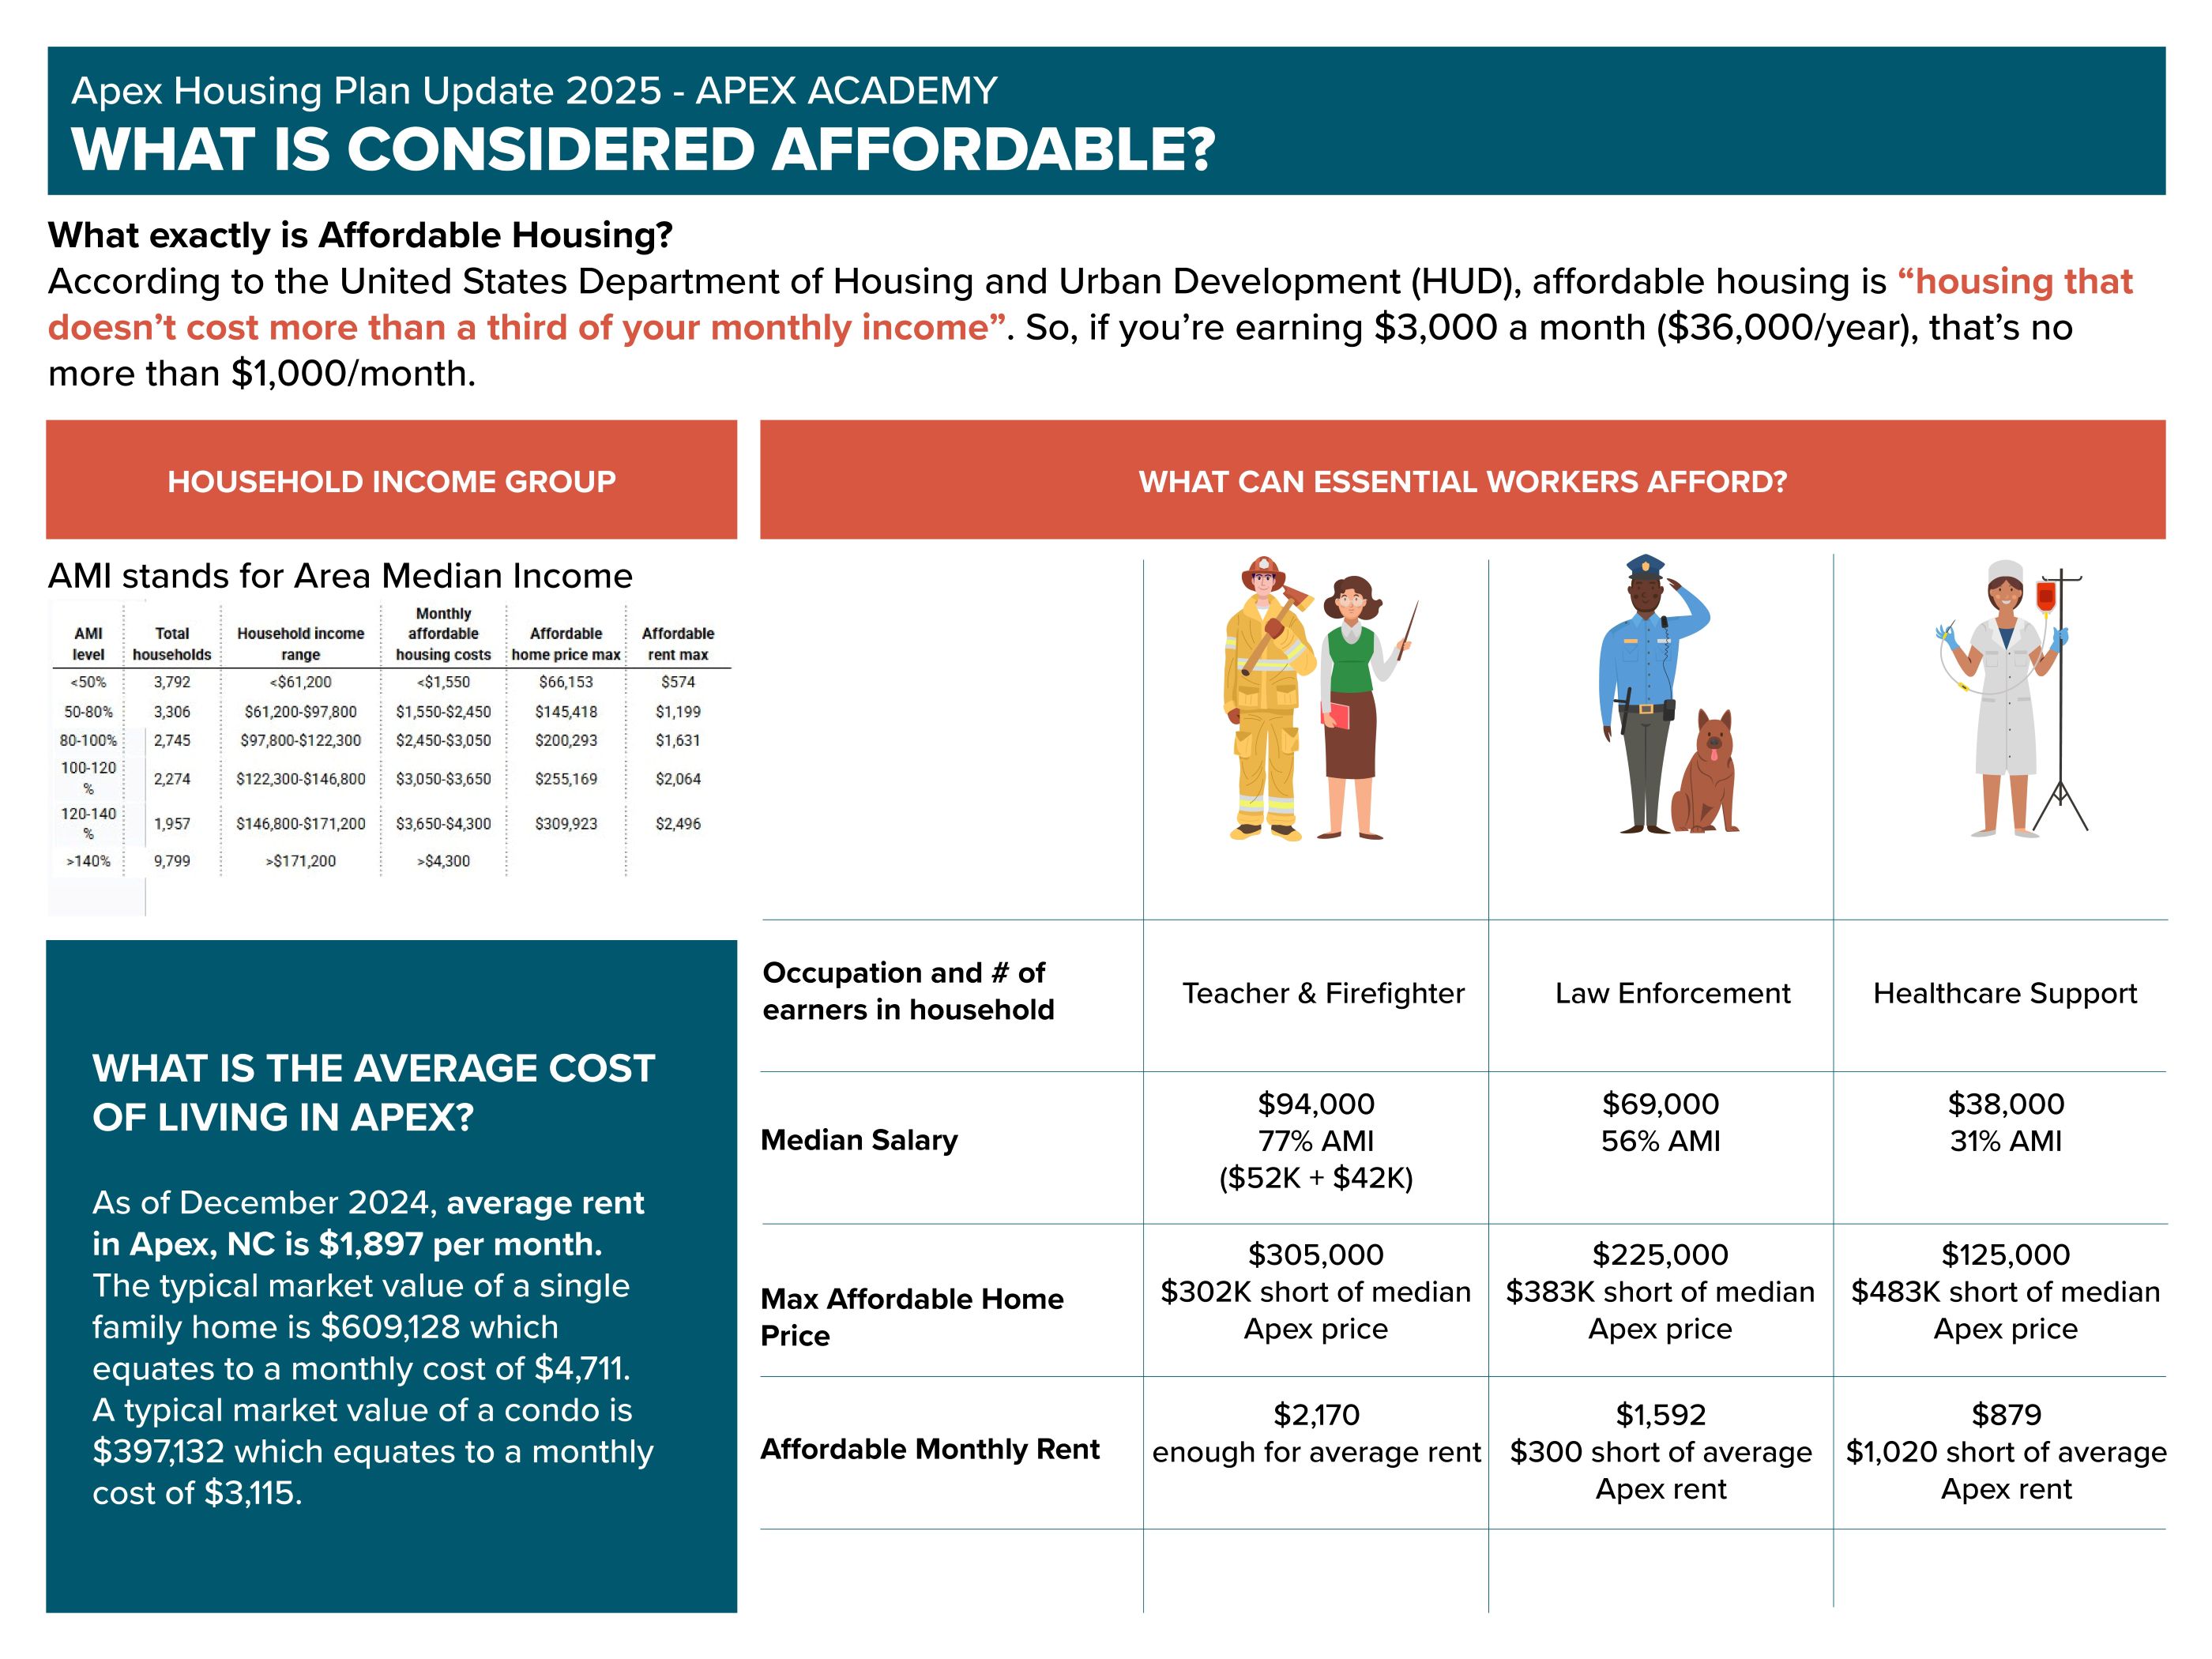 Apex Housing Plan Update 2025 - APEX ACADEMY
WHAT IS CONSIDERED AFFORDABLE?
What exactly is Affordable Housing?
According to the United States Department of Housing and Urban Development (HUD), affordable housing is “housing that
doesn’t cost more than a third of your monthly income”. So, if you’re earning $3,000 a month ($36,000/year), that’s no
more than $1,000/month.
HOUSEHOLD INCOME GROUP
AMI stands for Area Median Income
AMI level Total households Household income range Monthly affordable housing costs Affordable home price max Affordable rent max
<50% 3,792 <$61,200 <$1,550 $66,153 $574
50-80% 3,306 $61,200-$97,800 $1,550-$2,450 $145,418 $1,199
80-100% 2,745 $97,800-$122,300 $2,450-$3,050 $200,293 $1,631
100-120 % 2,274 $122,300-$146,800 $3,050-$3,650 $255,169 $2,064
120-140 % 1,957 $146,800-$171,200 $3,650-$4,300 $309,923 $2,496
>140% 9,799 >$171,200 >$4,300
WHAT IS THE AVERAGE COST
OF LIVING IN APEX?
As of December 2024, average rent
in Apex, NC is $1,897 per month.
The typical market value of a single
family home is $609,128 which
equates to a monthly cost of $4,711.
A typical market value of a condo is
$397,132 which equates to a monthly
cost of $3,115.
WHAT CAN ESSENTIAL WORKERS AFFORD?
Occupation and # of
earners in household
Teacher & Firefighter
Law Enforcement
Healthcare Support
Median Salary
$94,000
77% AMI
($52K + $42K)
$69,000
56% AMI
$38,000
31% AMI
Max Affordable Home
Price
$305,000
$302K short of median
Apex price
$225,000
$383K short of median
Apex price
$125,000
$483K short of median
Apex price
Affordable Monthly Rent
$2,170
enough for average rent
$1,592
$300 short of average
Apex rent
$879
$1,020 short of average
Apex rent